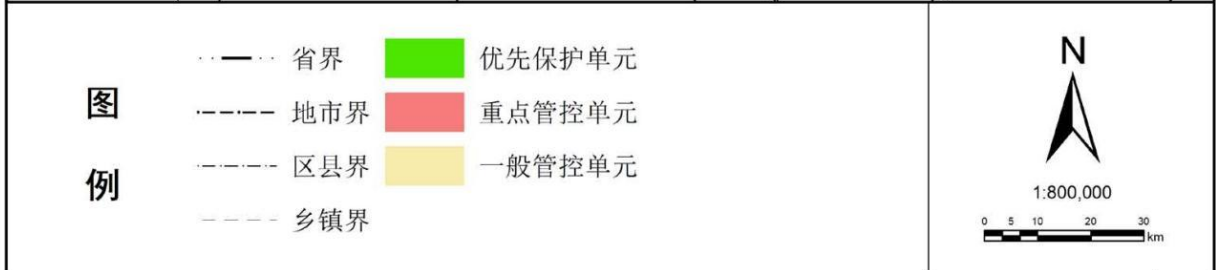 图例
省界 优先保护单元
地市界 重点管控单元
区县界 一般管控单元
乡镇界
N
1:800,000
0 5 10 20 30
km